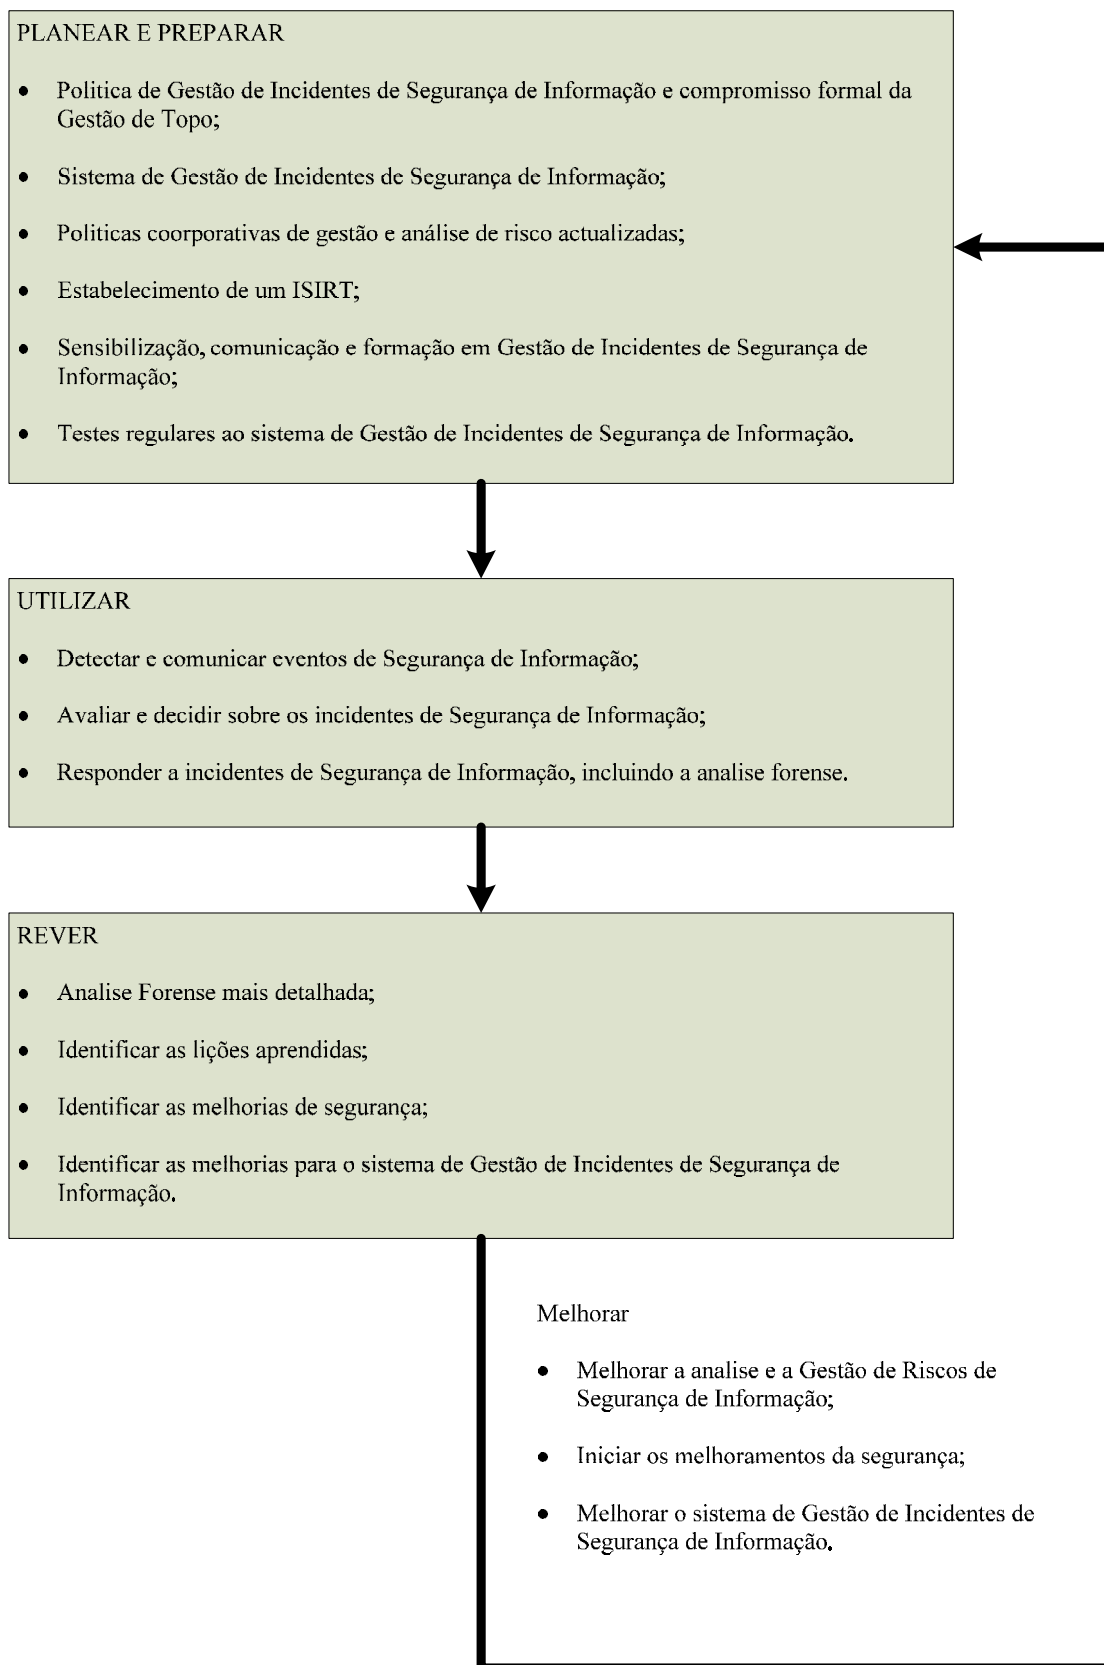 PLANEAR E PREPARAR
• Politica de Gestão de Incidentes de Segurança de Informação e compromisso formal da
Gestão de Topo;
• Sistema de Gestão de Incidentes de Segurança de Informação;
• Politicas coorporativas de gestão e análise de risco actualizadas;
• Estabelecimento de um ISIRT;
• Sensibilização, comunicação e formação em Gestão de Incidentes de Segurança de
Informação;
• Testes regulares ao sistema de Gestão de Incidentes de Segurança de Informação.
UTILIZAR
• Detectar e comunicar eventos de Segurança de Informação;
• Avaliar e decidir sobre os incidentes de Segurança de Informação;
• Responder a incidentes de Segurança de Informação, incluindo a analise forense.
REVER
• Analise Forense mais detalhada;
• Identificar as lições aprendidas;
• Identificar as melhorias de segurança;
• Identificar as melhorias para o sistema de Gestão de Incidentes de Segurança de
Informação.
Melhorar
• Melhorar a analise e a Gestão de Riscos de
Segurança de Informação;
• Iniciar os melhoramentos da segurança;
• Melhorar o sistema de Gestão de Incidentes de
Segurança de Informação.